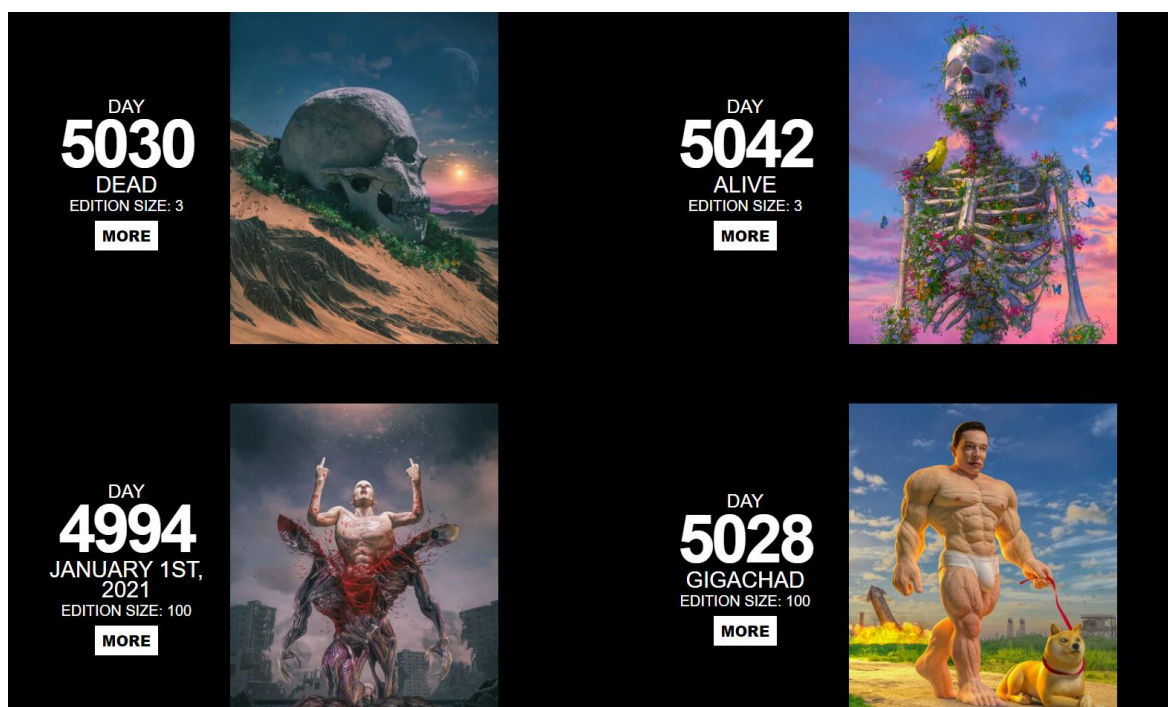 DAY
5030
DEAD
EDITION SIZE: 3
MORE
DAY
5042
ALIVE
EDITION SIZE: 3
MORE
DAY
4994
JANUARY 1ST,
2021
EDITION SIZE: 100
MORE
DAY
5028
GIGACHAD
EDITION SIZE: 100
MORE